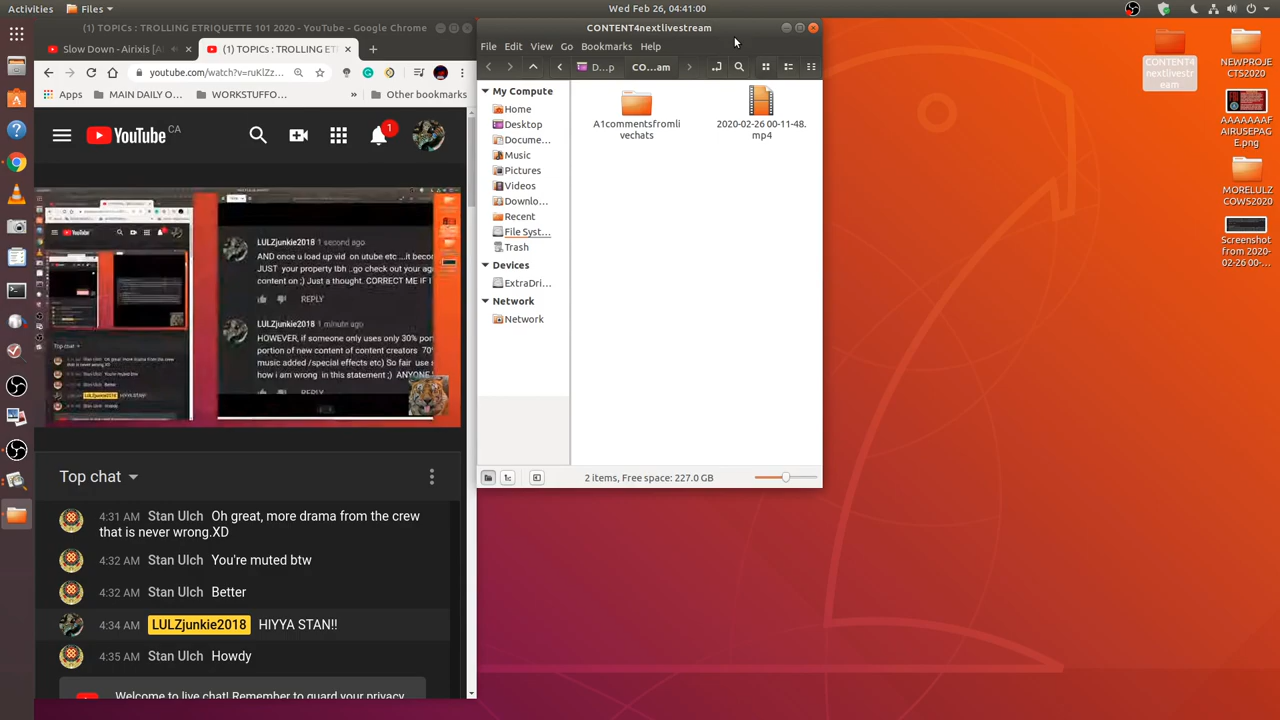 Activities
Files
Wed Feb 26, 04:41:00
(1) TOPICs : TROLLING ETRIQUETTE 101 2020 - YouTube - Google Chrome
Slow Down - Airixis [A
(1) TOPICs : TROLLING ET
youtube.com/watch?v=ruKlZz...
Apps
MAIN DAILY O...
WORKSTUFFO...
Other bookmarks
YouTube CA
1
LULZjunkie2018 1 second ago
AND once u load up vid on utube etc ...it becor
JUST your property tbh ..go check out your agr
content on ;) Just a thought. CORRECT ME IF I
REPLY
LULZjunkie2018 1 minute ago
HOWEVER, if someone only uses only 30% por
portion of new content of content creators 70%
music added /special effects etc) So fair use s
how i am wrong in this statement ;) ANYONE
REPLY
Top chat
4:31 AM Stan Ulch Oh great, more drama from the crew
that is never wrong.XD
4:32 AM Stan Ulch You're muted btw
4:32 AM Stan Ulch Better
4:34 AM LULZjunkie2018 HIYYA STAN!!
4:35 AM Stan Ulch Howdy
Welcome to live chat! Remember to guard your privacy
CONTENT4nextlivestream
File Edit View Go Bookmarks Help
D...p
CO...am
My Compute
Home
Desktop
Docume...
Music
Pictures
Videos
Downlo...
Recent
File Syst...
Trash
Devices
ExtraDri...
Network
Network
A1commentsfromli
vechats
2020-02-26 00-11-48.
mp4
2 items, Free space: 227.0 GB
CONTENT4
nextlivestr
eam
NEWPROJE
CTS2020
AAAAAAAF
AIRUSEPAG
E.png
MORELULZ
COWS2020
Screenshot
from 2020-
02-26 00-...